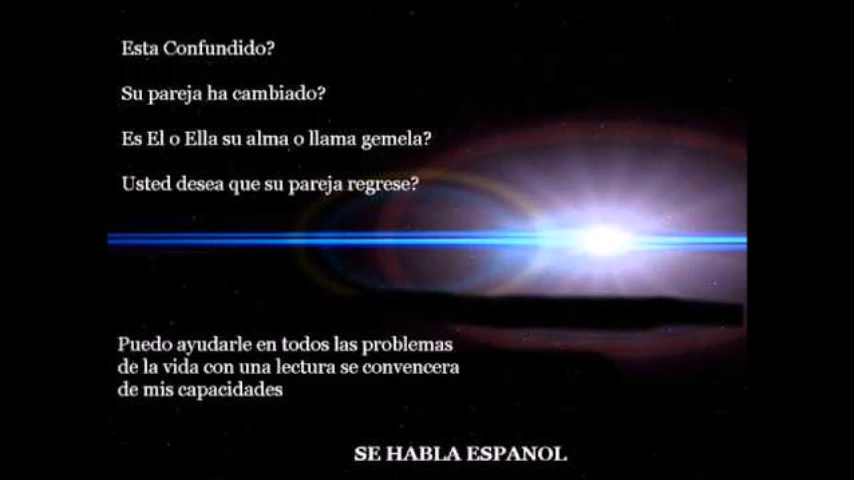 Esta Confundido?
Su pareja ha cambiado?
Es El o Ella su alma o llama gemela?
Usted desea que su pareja regrese?
Puedo ayudarle en todos las problemas
de la vida con una lectura se convencera
de mis capacidades
SE HABLA ESPANOL